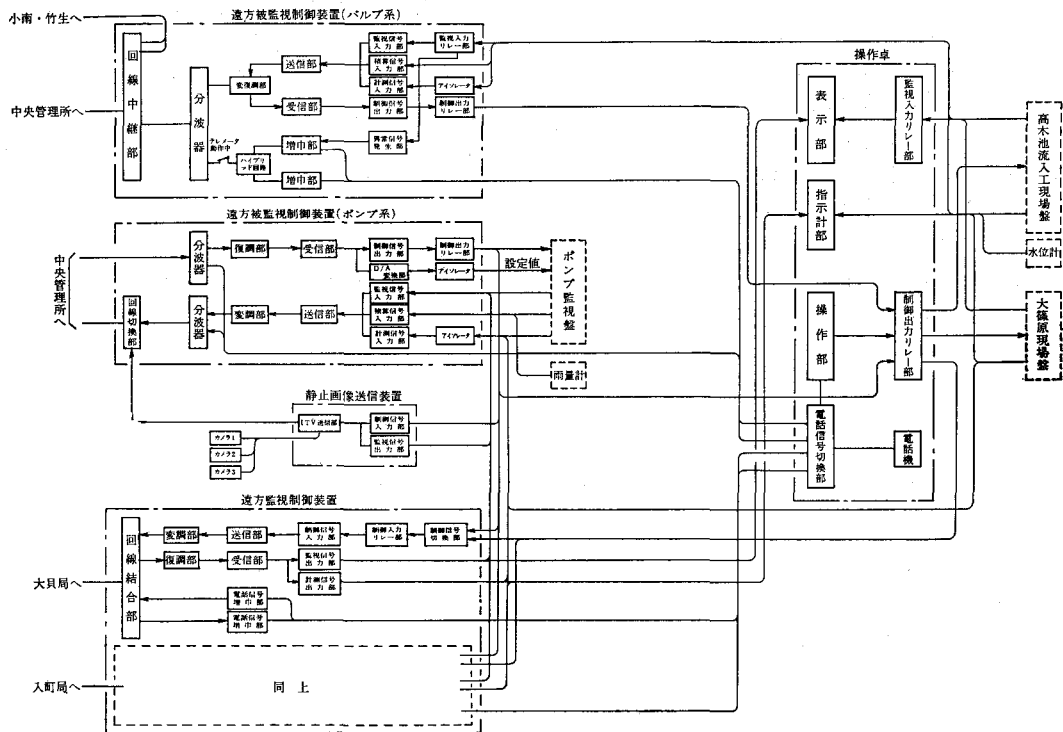 小南・竹生へ
遠方被監視制御装置(バルブ系)
回線中継部
中央管理所へ
分波器
変復調部
送信部
受信部
監視信号入力部
積算信号入力部
計測信号入力部
制御信号出力部
監視入力リレー部
アイソレータ
制御出力リレー部
異常信号発生部
テレメータ動作中
ハイブリッド回路
増巾部
増巾部
遠方被監視制御装置(ポンプ系)
中央管理所へ
分波器
復調部
受信部
制御信号出力部
制御出力リレー部
D/A変換部
アイソレータ
設定値
ポンプ監視盤
回線切換部
分波器
変調部
送信部
監視信号入力部
積算信号入力部
計測信号入力部
アイソレータ
雨量計
静止画像送信装置
ITV送信部
制御信号入力部
監視信号出力部
カメラ1
カメラ2
カメラ3
遠方監視制御装置
大貝局へ
回線結合部
変調部
送信部
制御信号入力部
制御入力リレー部
制御信号切換部
復調部
受信部
監視信号出力部
計測信号出力部
電話信号増巾部
電話信号増巾部
入町局へ
同上
操作卓
表示部
監視入力リレー部
指示計部
操作部
制御出力リレー部
電話信号切換部
電話機
高木池流入工現場盤
水位計
大篠原現場盤